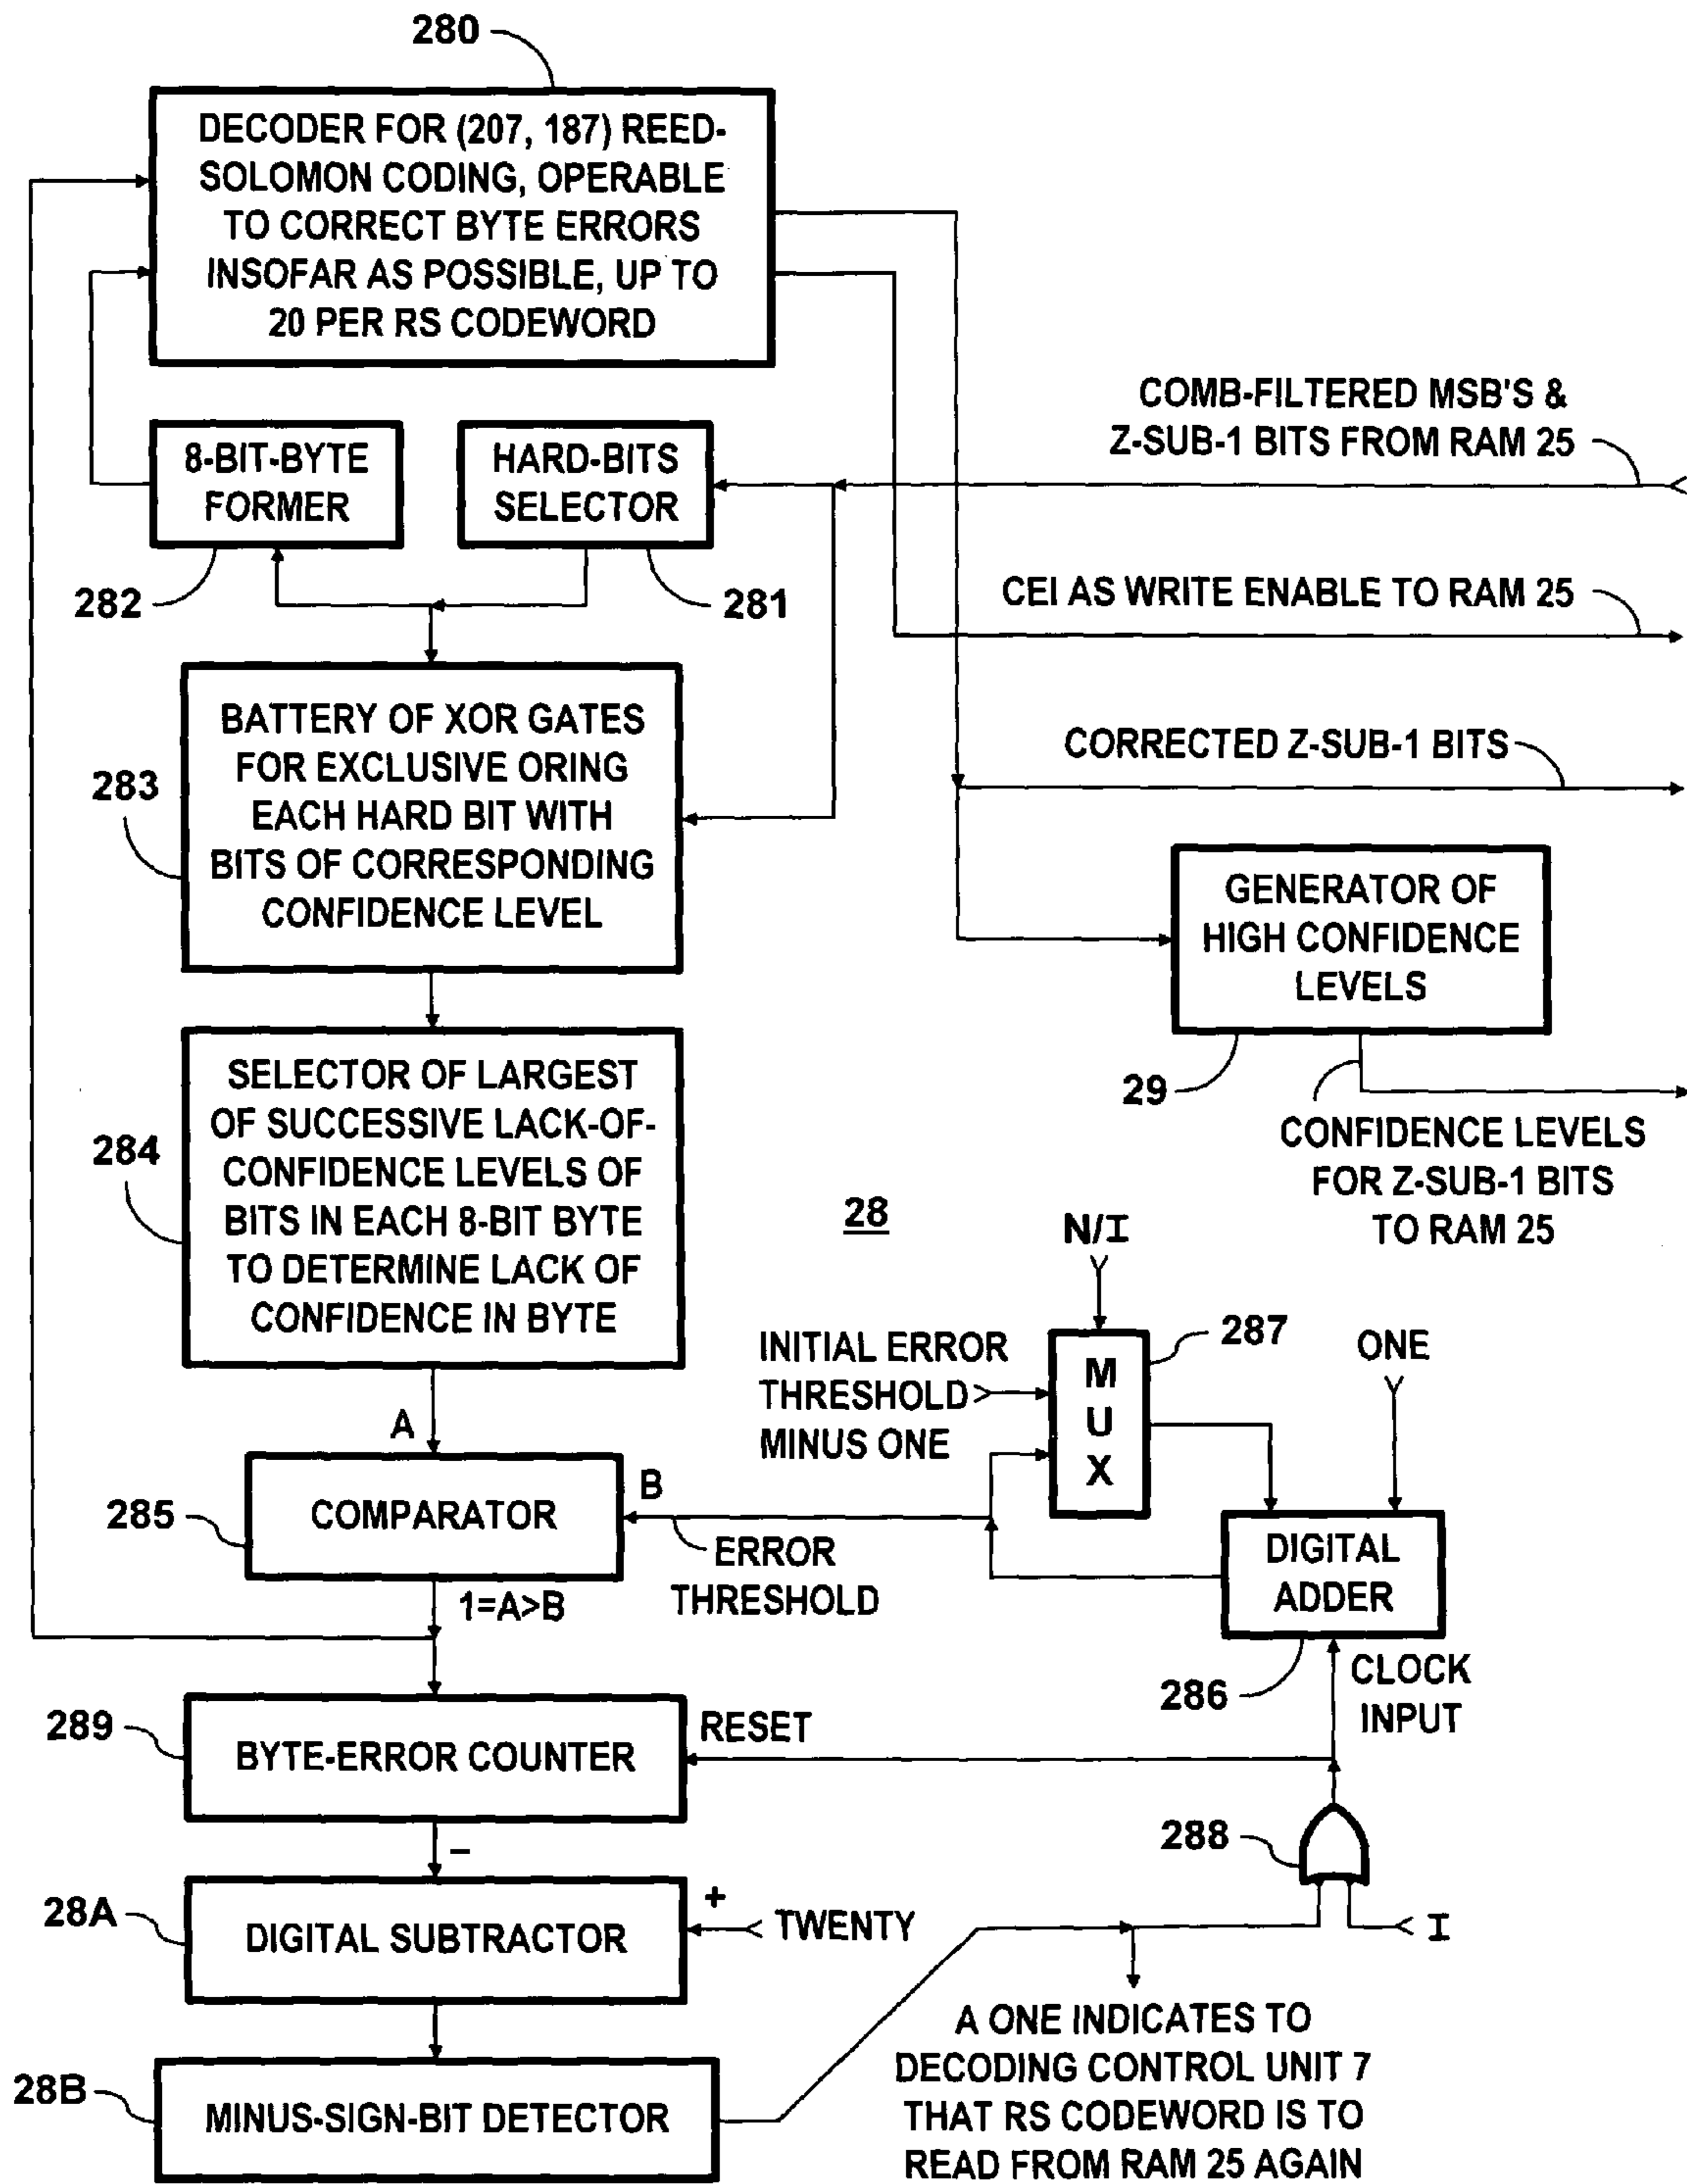 280
DECODER FOR (207, 187) REED-
SOLOMON CODING, OPERABLE
TO CORRECT BYTE ERRORS
INSOFAR AS POSSIBLE, UP TO
20 PER RS CODEWORD
COMB-FILTERED MSB'S &
Z-SUB-1 BITS FROM RAM 25
8-BIT-BYTE
FORMER
HARD-BITS
SELECTOR
282
281
CEI AS WRITE ENABLE TO RAM 25
283
BATTERY OF XOR GATES
FOR EXCLUSIVE ORING
EACH HARD BIT WITH
BITS OF CORRESPONDING
CONFIDENCE LEVEL
CORRECTED Z-SUB-1 BITS
GENERATOR OF
HIGH CONFIDENCE
LEVELS
29
CONFIDENCE LEVELS
FOR Z-SUB-1 BITS
TO RAM 25
284
SELECTOR OF LARGEST
OF SUCCESSIVE LACK-OF-
CONFIDENCE LEVELS OF
BITS IN EACH 8-BIT BYTE
TO DETERMINE LACK OF
CONFIDENCE IN BYTE
28
N/I
287
INITIAL ERROR
THRESHOLD
MINUS ONE
M
U
X
ONE
A
285
COMPARATOR
B
ERROR
THRESHOLD
1=A>B
DIGITAL
ADDER
286
CLOCK
INPUT
289
BYTE-ERROR COUNTER
RESET
288
–
28A
DIGITAL SUBTRACTOR
+
TWENTY
I
28B
MINUS-SIGN-BIT DETECTOR
A ONE INDICATES TO
DECODING CONTROL UNIT 7
THAT RS CODEWORD IS TO
READ FROM RAM 25 AGAIN